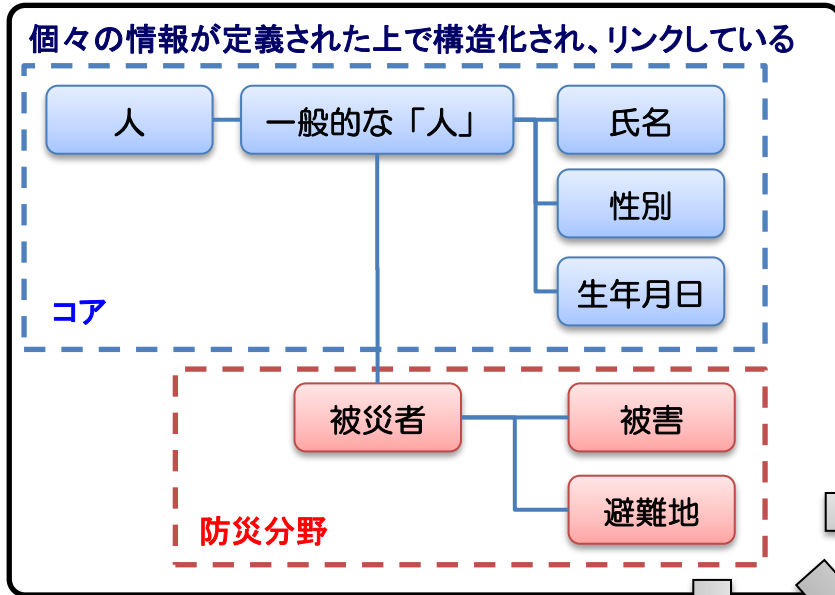 個々の情報が定義された上で構造化され、リンクしている
人
一般的な「人」
氏名
性別
生年月日
コア
被災者
被害
避難地
防災分野